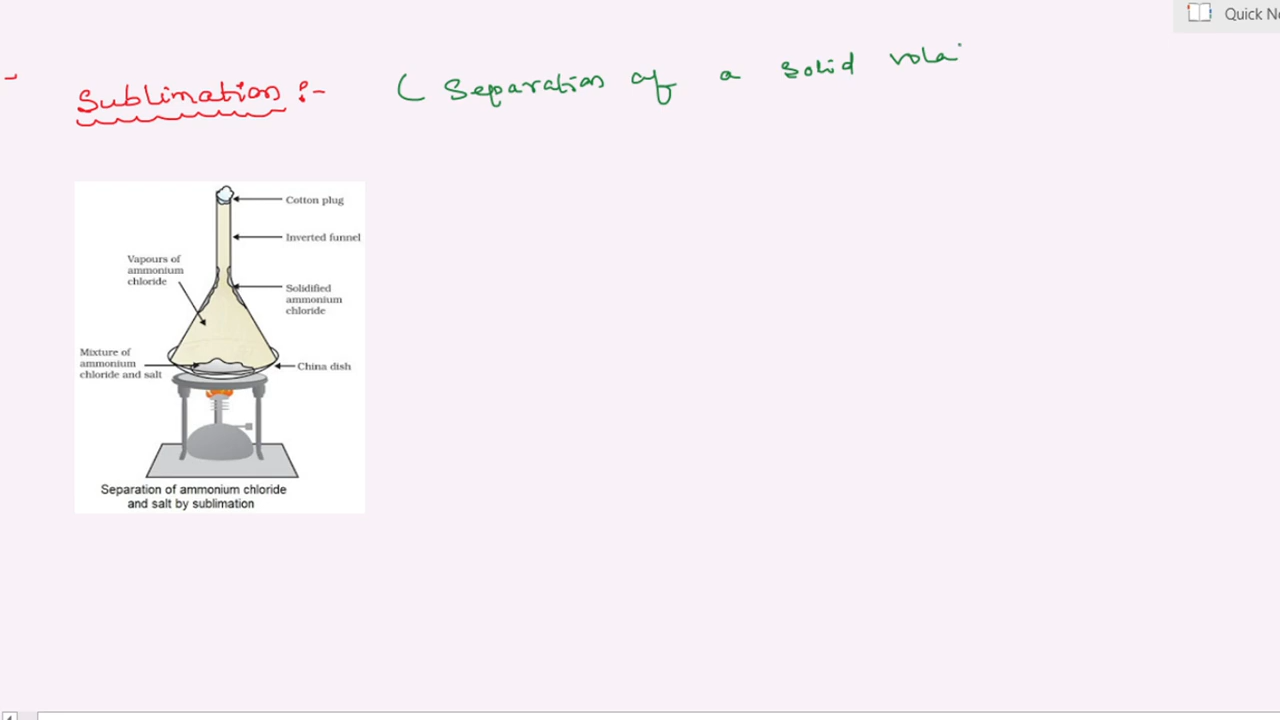 Quick No
Sublimation :- ( Separation of a solid vola
Cotton plug
Inverted funnel
Vapours of
ammonium
chloride
Solidified
ammonium
chloride
Mixture of
ammonium
chloride and salt
China dish
Separation of ammonium chloride
and salt by sublimation